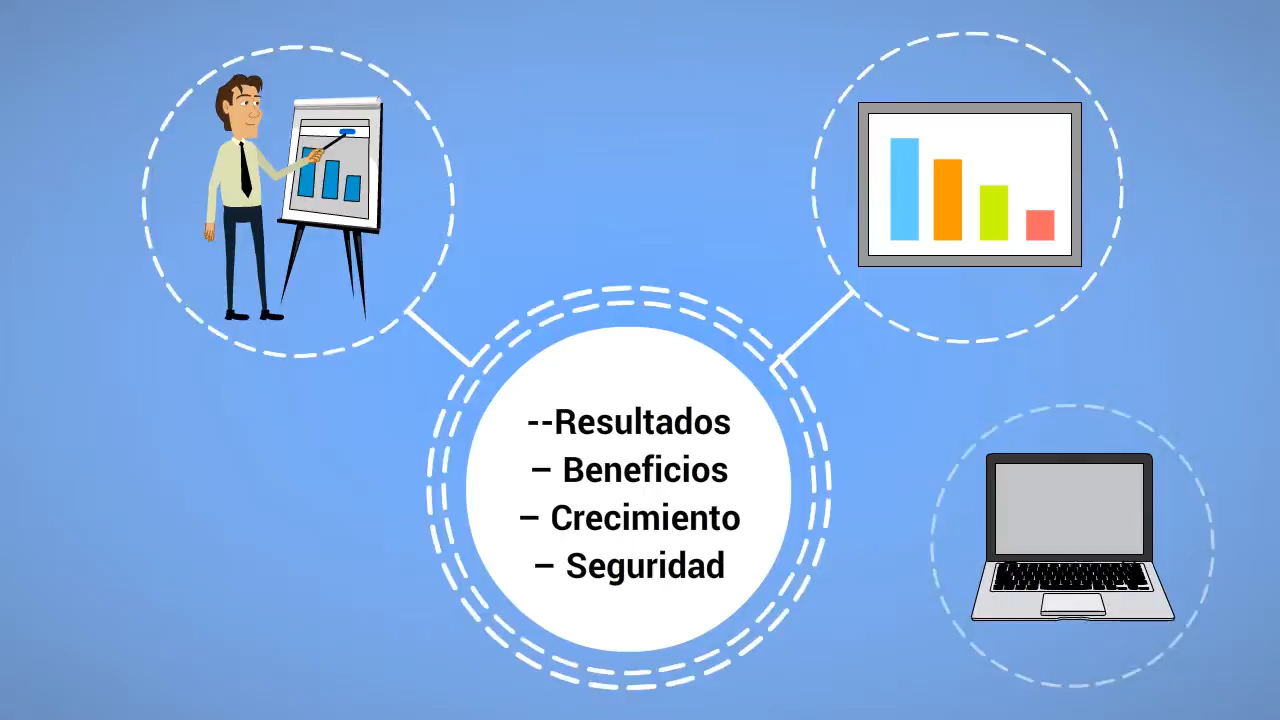 --Resultados
– Beneficios
– Crecimiento
– Seguridad